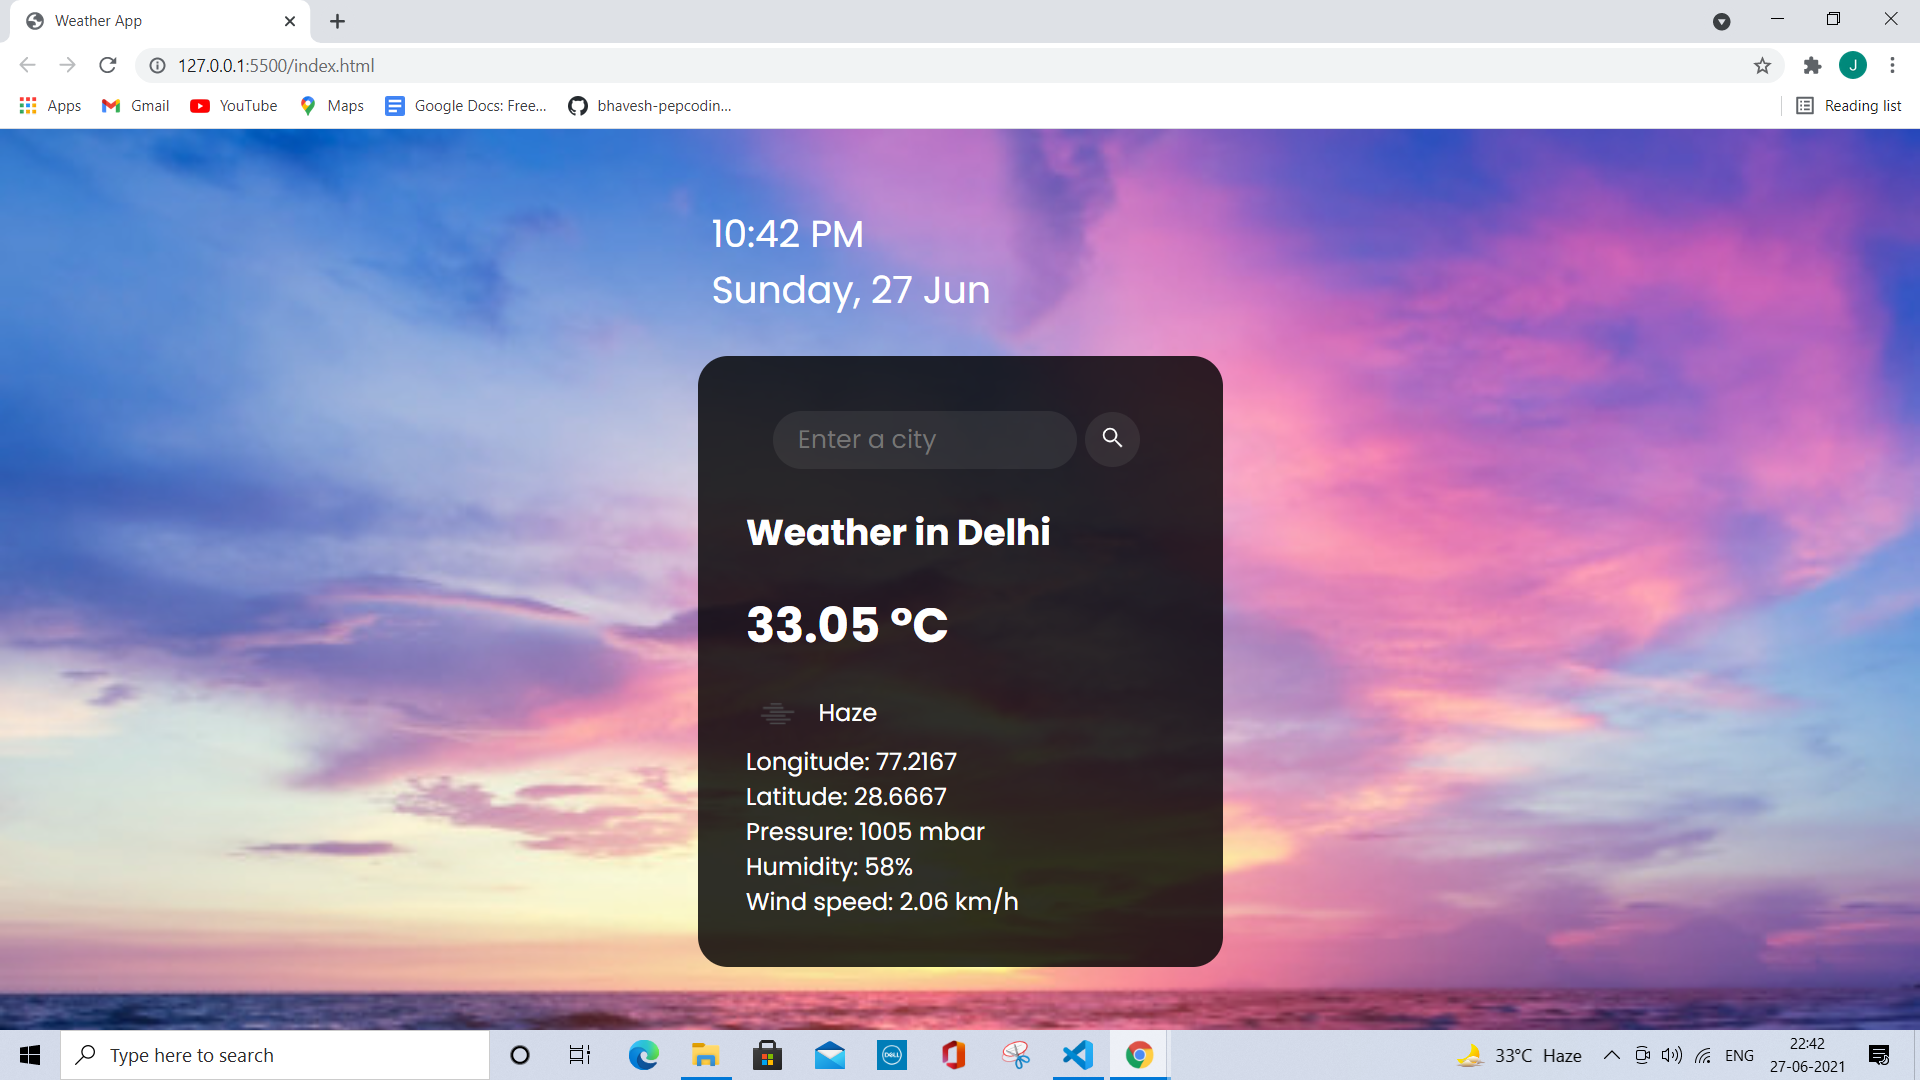 Weather App
127.0.0.1:5500/index.html
J
Apps
Gmail
YouTube
Maps
Google Docs: Free...
bhavesh-pepcodin...
Reading list
10:42 PM
Sunday, 27 Jun
Enter a city
Weather in Delhi
33.05 °C
Haze
Longitude: 77.2167
Latitude: 28.6667
Pressure: 1005 mbar
Humidity: 58%
Wind speed: 2.06 km/h
Type here to search
DELL
33°C Haze
ENG
22:42
27-06-2021